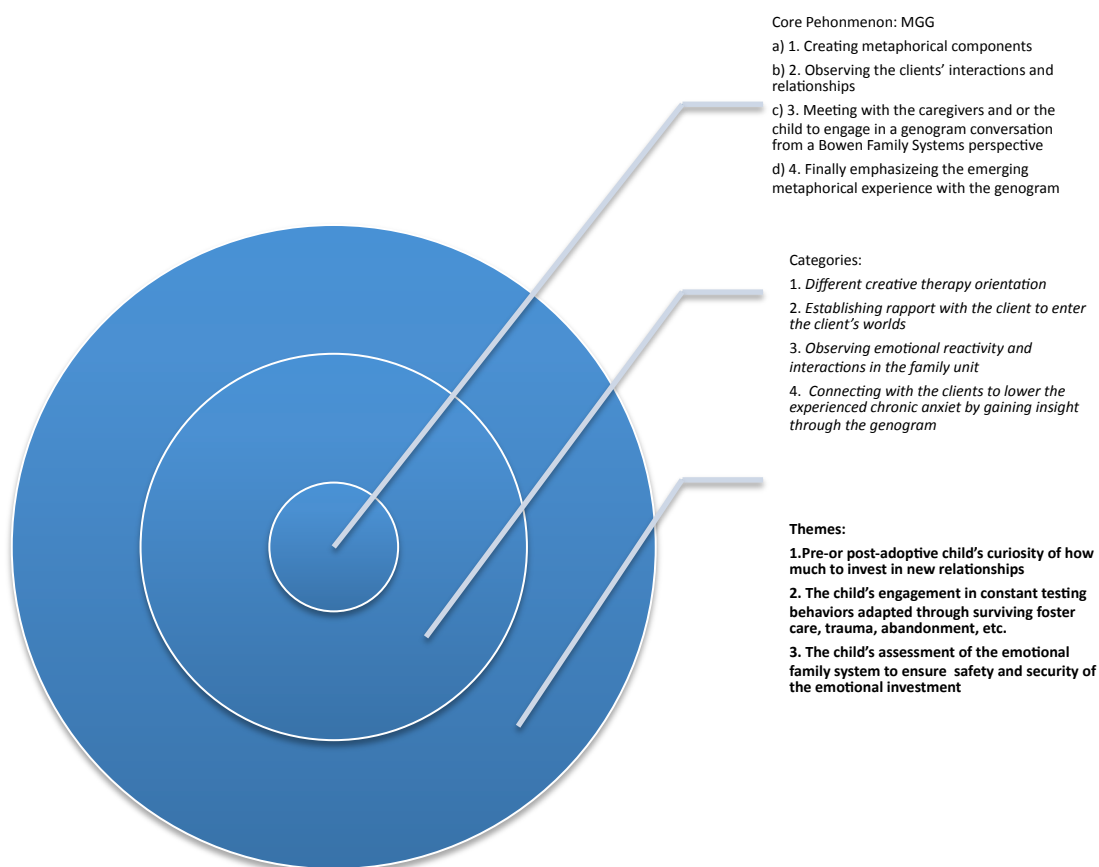 Core Pehonmenon: MGG
a) 1. Creating metaphorical components
b) 2. Observing the clients’ interactions and
relationships
c) 3. Meeting with the caregivers and or the
child to engage in a genogram conversation
from a Bowen Family Systems perspective
d) 4. Finally emphasizeing the emerging
metaphorical experience with the genogram
Categories:
1. Different creative therapy orientation
2. Establishing rapport with the client to enter
the client’s worlds
3. Observing emotional reactivity and
interactions in the family unit
4. Connecting with the clients to lower the
experienced chronic anxiet by gaining insight
through the genogram
Themes:
1.Pre-or post-adoptive child’s curiosity of how
much to invest in new relationships
2. The child’s engagement in constant testing
behaviors adapted through surviving foster
care, trauma, abandonment, etc.
3. The child’s assessment of the emotional
family system to ensure safety and security of
the emotional investment